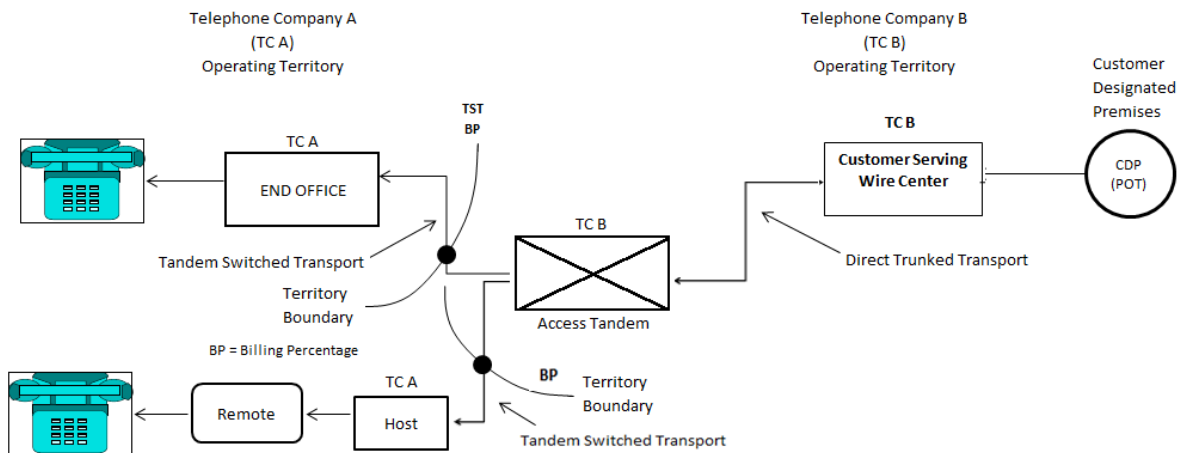 Telephone Company A
(TC A)
Operating Territory
Telephone Company B
(TC B)
Operating Territory
Customer
Designated
Premises
TST
BP
TC A
END OFFICE
TC B
Customer Serving
Wire Center
CDP
(POT)
TC B
Tandem Switched Transport
Direct Trunked Transport
Territory
Boundary
Access Tandem
BP = Billing Percentage
TC A
BP
Territory
Boundary
Remote
Host
Tandem Switched Transport